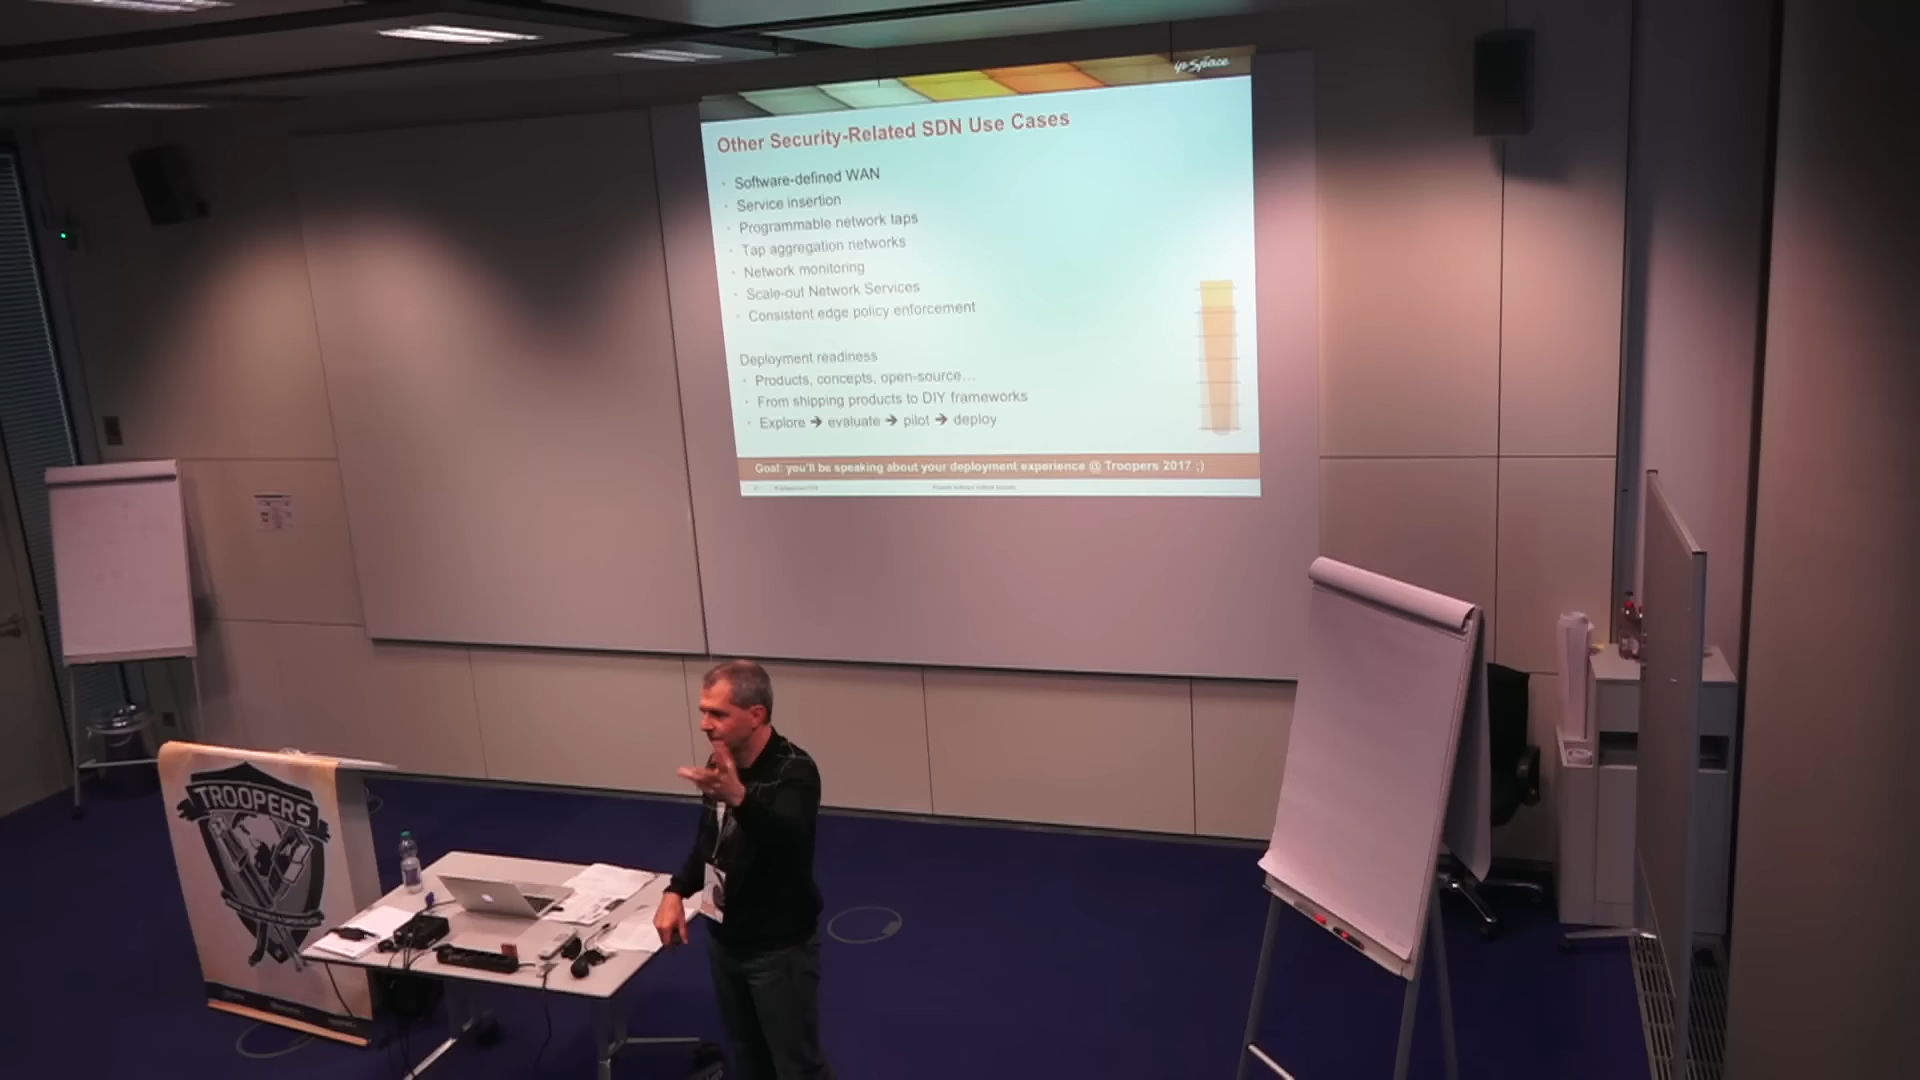 ipSpace
Other Security-Related SDN Use Cases
• Software-defined WAN
• Service insertion
• Programmable network taps
• Tap aggregation networks
• Network monitoring
• Scale-out Network Services
• Consistent edge policy enforcement
Deployment readiness
• Products, concepts, open-source…
• From shipping products to DIY frameworks
• Explore ➔ evaluate ➔ pilot ➔ deploy
Goal: you'll be speaking about your deployment experience @ Troopers 2017 ;)
TROOPERS